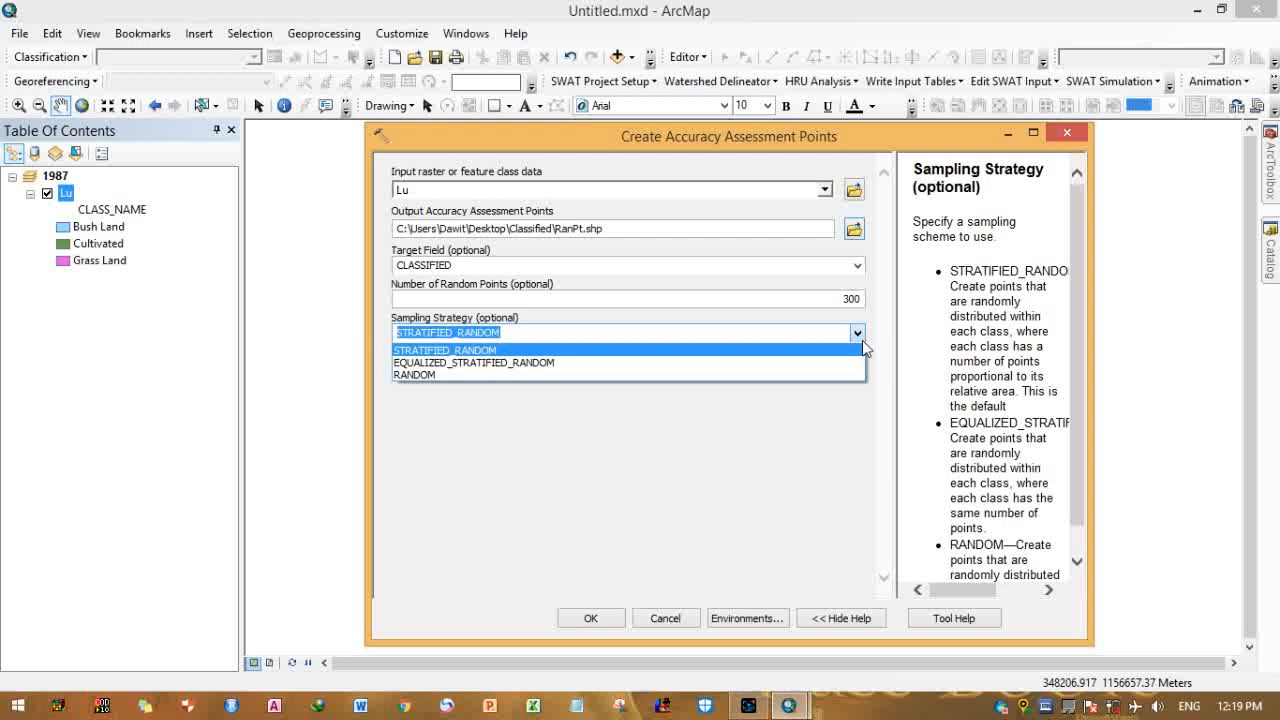 Untitled.mxd - ArcMap
File Edit View Bookmarks Insert Selection Geoprocessing Customize Windows Help
Classification Editor
Georeferencing SWAT Project Setup Watershed Delineator HRU Analysis Write Input Tables Edit SWAT Input SWAT Simulation Animation
Drawing A Arial 10 B I U A
Table Of Contents
1987
Lu
CLASS_NAME
Bush Land
Cultivated
Grass Land
Create Accuracy Assessment Points
Input raster or feature class data
Lu
Output Accuracy Assessment Points
C:\Users\Dawit\Desktop\Classified\RanPt.shp
Target Field (optional)
CLASSIFIED
Number of Random Points (optional)
300
Sampling Strategy (optional)
STRATIFIED_RANDOM
STRATIFIED_RANDOM
EQUALIZED_STRATIFIED_RANDOM
RANDOM
OK Cancel Environments... << Hide Help Tool Help
Sampling Strategy
(optional)
Specify a sampling
scheme to use.
• STRATIFIED_RANDO
Create points that
are randomly
distributed within
each class, where
each class has a
number of points
proportional to its
relative area. This is
the default
• EQUALIZED_STRATIF
Create points that
are randomly
distributed within
each class, where
each class has the
same number of
points.
• RANDOM—Create
points that are
randomly distributed
ArcToolbox
Catalog
348206.917 1156657.37 Meters
12:19 PM